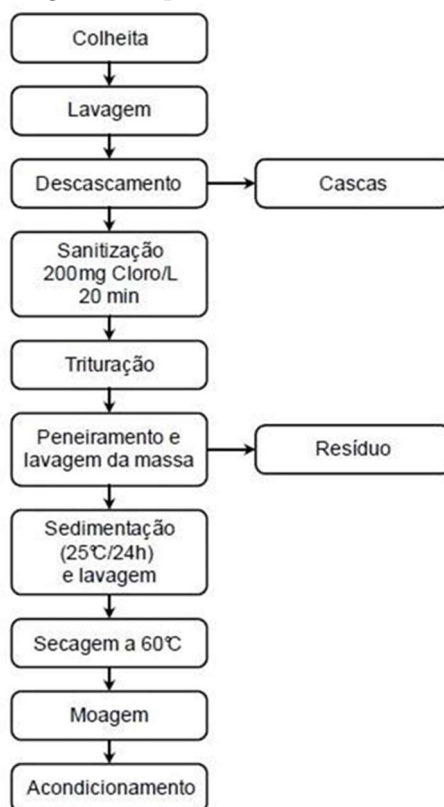 Colheita
Lavagem
Descascamento
Cascas
Sanitização
200mg Cloro/L
20 min
Trituração
Peneiramento e
lavagem da massa
Resíduo
Sedimentação
(25°C/24h)
e lavagem
Secagem a 60°C
Moagem
Acondicionamento